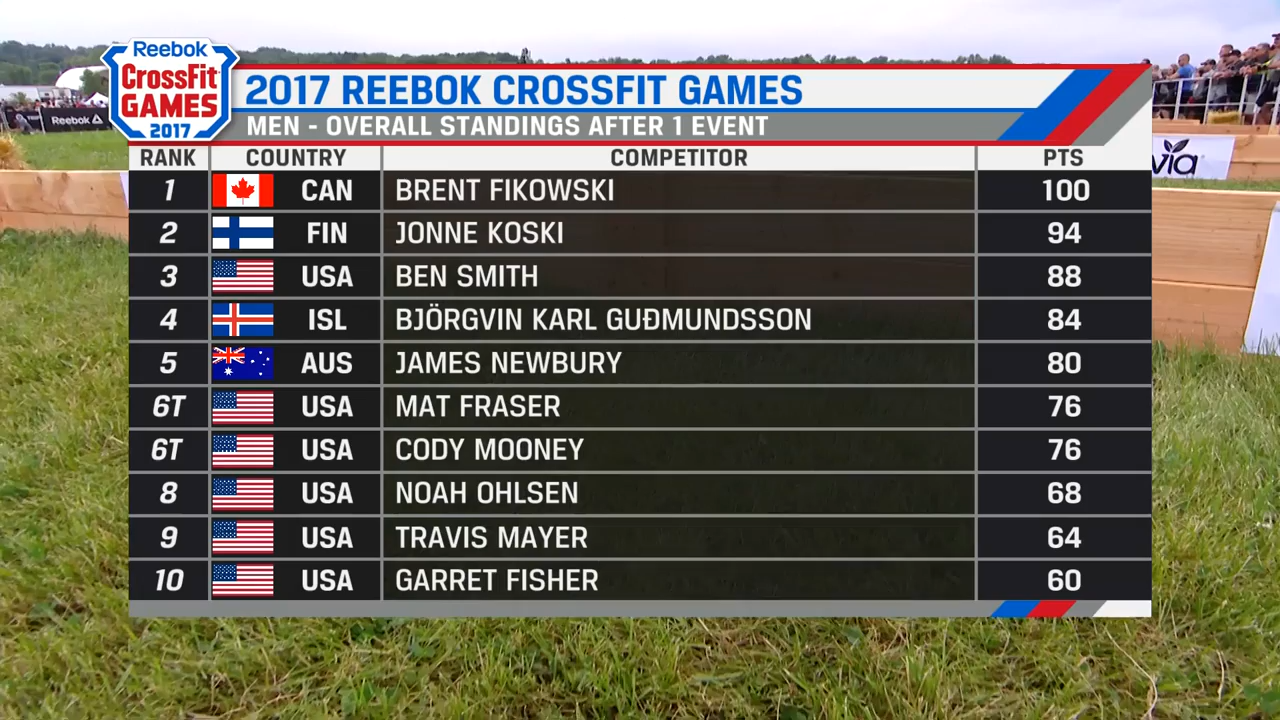 Reebok
CrossFit
GAMES
2017
2017 REEBOK CROSSFIT GAMES
MEN - OVERALL STANDINGS AFTER 1 EVENT
RANK COUNTRY COMPETITOR PTS
1 CAN BRENT FIKOWSKI 100
2 FIN JONNE KOSKI 94
3 USA BEN SMITH 88
4 ISL BJÖRGVIN KARL GUÐMUNDSSON 84
5 AUS JAMES NEWBURY 80
6T USA MAT FRASER 76
6T USA CODY MOONEY 76
8 USA NOAH OHLSEN 68
9 USA TRAVIS MAYER 64
10 USA GARRET FISHER 60
Reebok
via